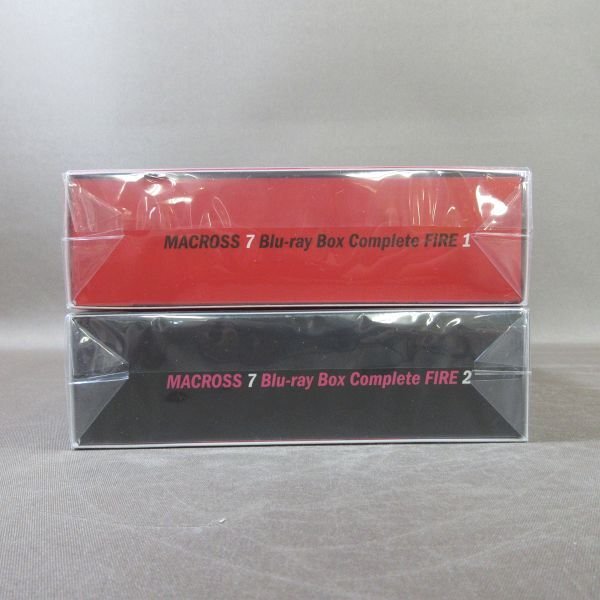 MACROSS 7 Blu-ray Box Complete FIRE 1
MACROSS 7 Blu-ray Box Complete FIRE 2